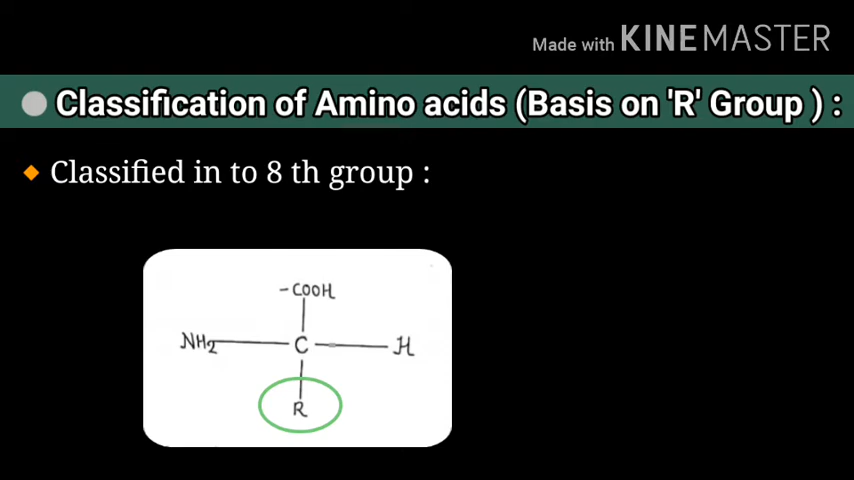 Made with KINEMASTER
Classification of Amino acids (Basis on 'R' Group ) :
Classified in to 8 th group :
-COOH
NH2 C H
R